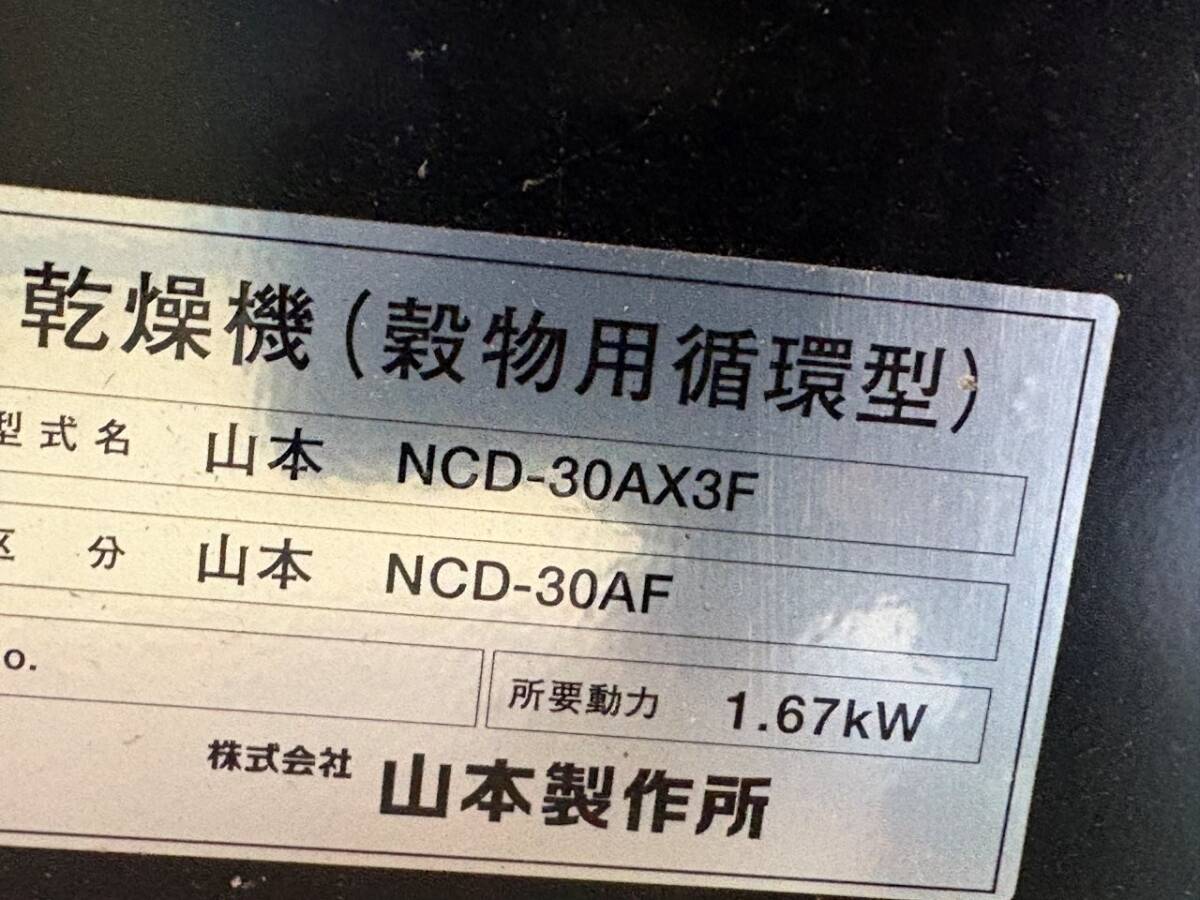 乾燥機(穀物用循環型)
型式名 山本 NCD-30AX3F
区分 山本 NCD-30AF
o.
所要動力 1.67kW
株式会社 山本製作所